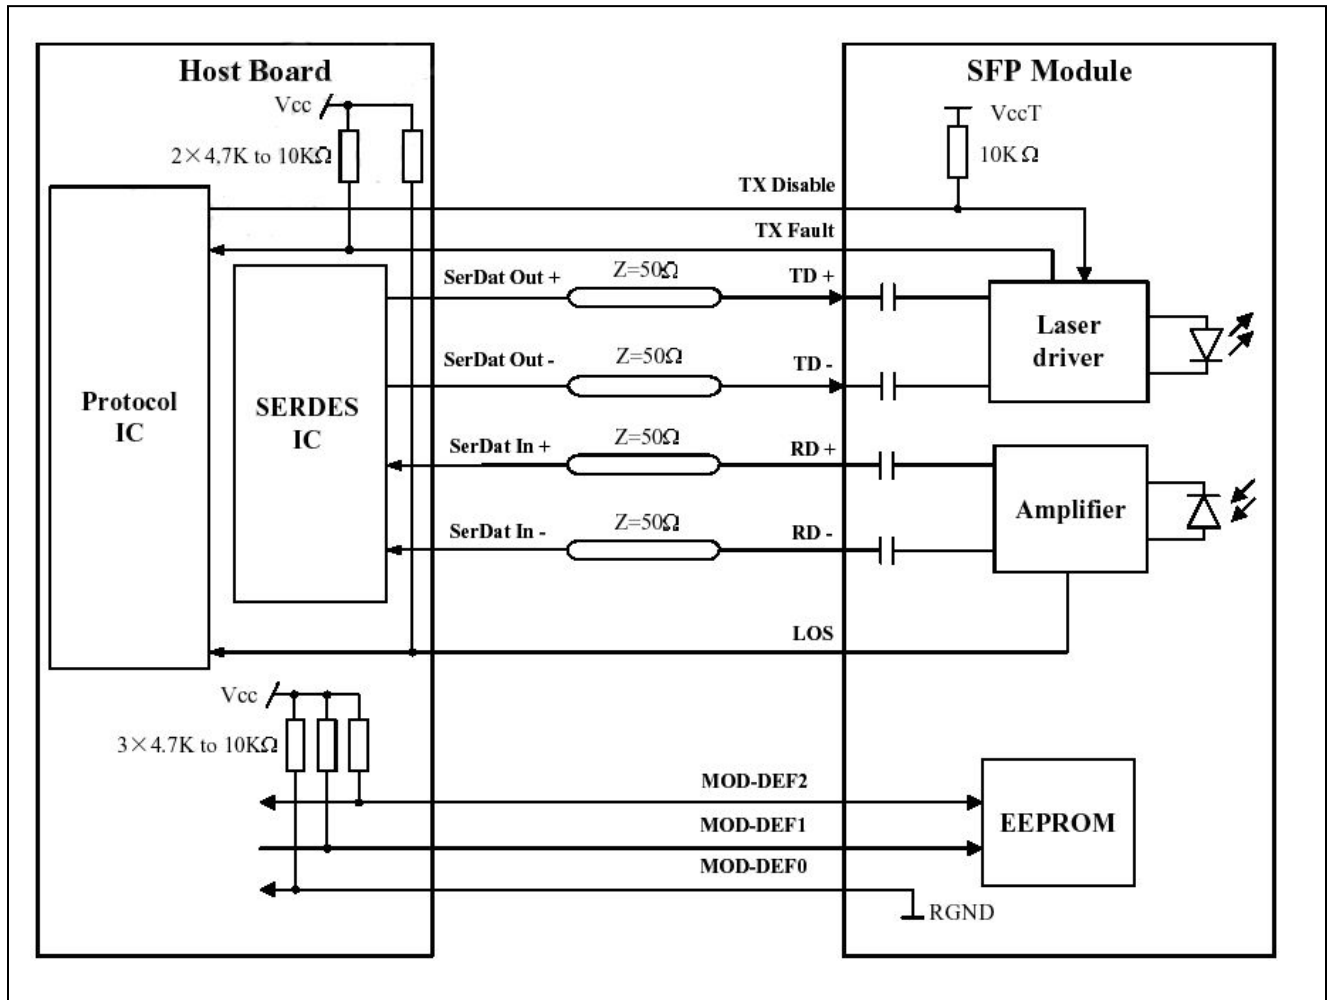 Host Board
SFP Module
Vcc
VccT
2×4.7K to 10KΩ
10KΩ
TX Disable
TX Fault
SerDat Out +
Z=50Ω
TD +
SerDat Out -
Z=50Ω
TD -
Laser
driver
Protocol
IC
SERDES
IC
SerDat In +
Z=50Ω
RD +
SerDat In -
Z=50Ω
RD -
Amplifier
LOS
Vcc
3×4.7K to 10KΩ
MOD-DEF2
MOD-DEF1
MOD-DEF0
EEPROM
RGND